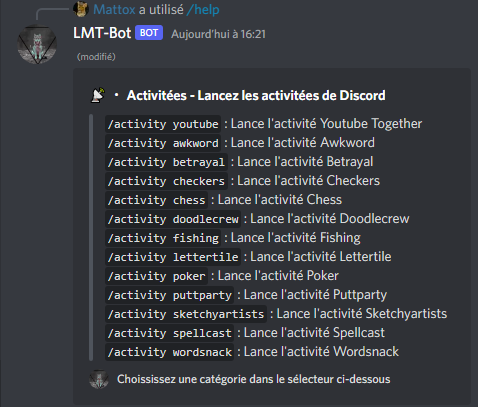 Mattox a utilisé /help
LMT-Bot BOT Aujourd'hui à 16:21
(modifié)
• Activitées - Lancez les activitées de Discord
/activity youtube : Lance l'activité Youtube Together
/activity awkword : Lance l'activité Awkword
/activity betrayal : Lance l'activité Betrayal
/activity checkers : Lance l'activité Checkers
/activity chess : Lance l'activité Chess
/activity doodlecrew : Lance l'activité Doodlecrew
/activity fishing : Lance l'activité Fishing
/activity lettertile : Lance l'activité Lettertile
/activity poker : Lance l'activité Poker
/activity puttparty : Lance l'activité Puttparty
/activity sketchyartists : Lance l'activité Sketchyartists
/activity spellcast : Lance l'activité Spellcast
/activity wordsnack : Lance l'activité Wordsnack
Choississez une catégorie dans le sélecteur ci-dessous